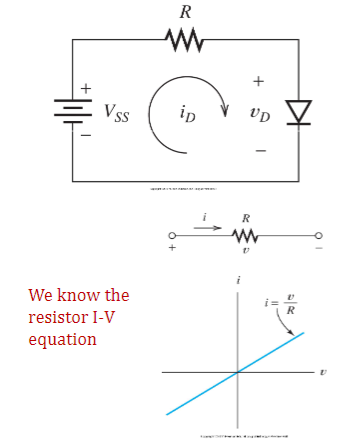 R
+
V_SS
i_D
+
v_D
−
−
i
R
+
v
−
i
We know the
resistor I-V
equation
i = v/R
v